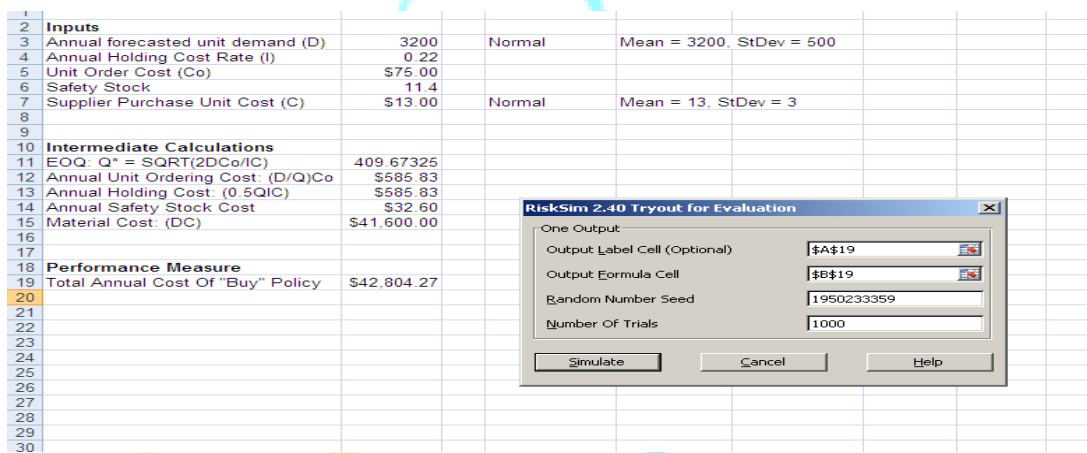 2 Inputs
3 Annual forecasted unit demand (D) 3200 Normal Mean = 3200, StDev = 500
4 Annual Holding Cost Rate (I) 0.22
5 Unit Order Cost (Co) $75.00
6 Safety Stock 11.4
7 Supplier Purchase Unit Cost (C) $13.00 Normal Mean = 13, StDev = 3
8
9
10 Intermediate Calculations
11 EOQ: Q* = SQRT(2DCo/IC) 409.67325
12 Annual Unit Ordering Cost: (D/Q)Co $585.83
13 Annual Holding Cost: (0.5QIC) $585.83
14 Annual Safety Stock Cost $32.60
15 Material Cost: (DC) $41,600.00
16
17
18 Performance Measure
19 Total Annual Cost Of "Buy" Policy $42,804.27
20
21
22
23
24
25
26
27
28
29
30
RiskSim 2.40 Tryout for Evaluation
One Output
Output Label Cell (Optional) $A$19
Output Formula Cell $B$19
Random Number Seed 1950233359
Number Of Trials 1000
Simulate Cancel Help